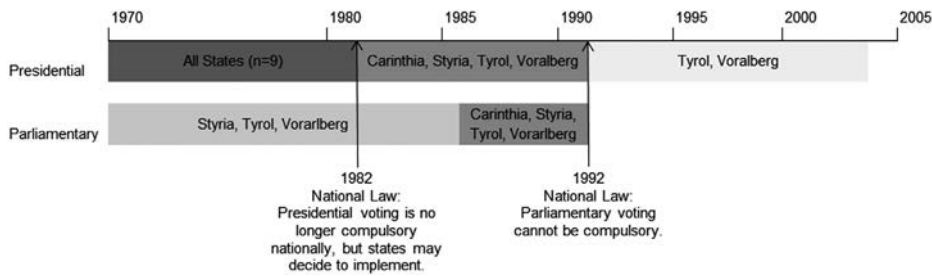 1970 1980 1985 1990 1995 2000 2005
Presidential
All States (n=9)
Carinthia, Styria, Tyrol, Voralberg
Tyrol, Voralberg
Parliamentary
Styria, Tyrol, Vorarlberg
Carinthia, Styria,
Tyrol, Vorarlberg
1982
National Law:
Presidential voting is no
longer compulsory
nationally, but states may
decide to implement.
1992
National Law:
Parliamentary voting
cannot be compulsory.